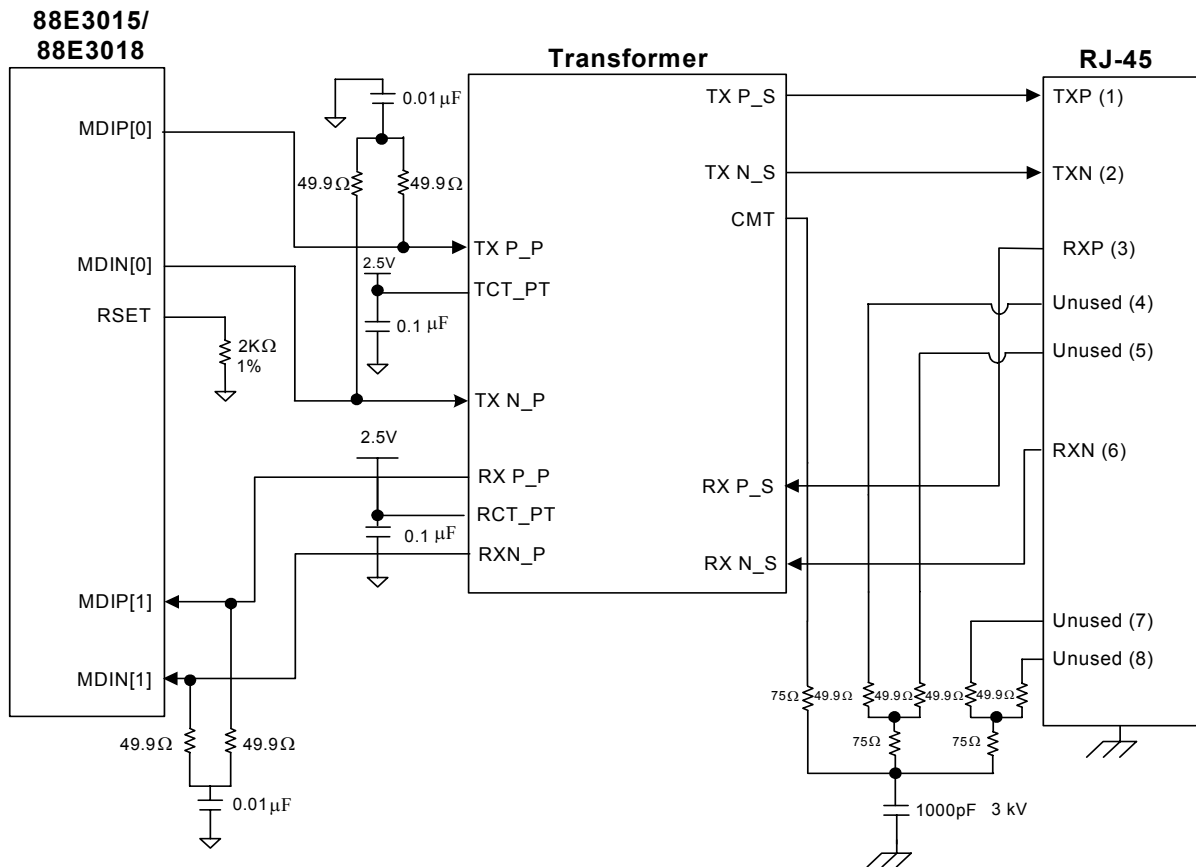 88E3015/
88E3018
Transformer
RJ-45
MDIP[0]
MDIN[0]
RSET
MDIP[1]
MDIN[1]
0.01μF
49.9Ω
49.9Ω
2.5V
0.1 μF
2KΩ
1%
2.5V
0.1 μF
49.9Ω
49.9Ω
0.01μF
TX P_P
TCT_PT
TX N_P
RX P_P
RCT_PT
RXN_P
TX P_S
TX N_S
CMT
RX P_S
RX N_S
TXP (1)
TXN (2)
RXP (3)
Unused (4)
Unused (5)
RXN (6)
Unused (7)
Unused (8)
75Ω
49.9Ω
49.9Ω
49.9Ω
49.9Ω
75Ω
75Ω
1000pF 3 kV